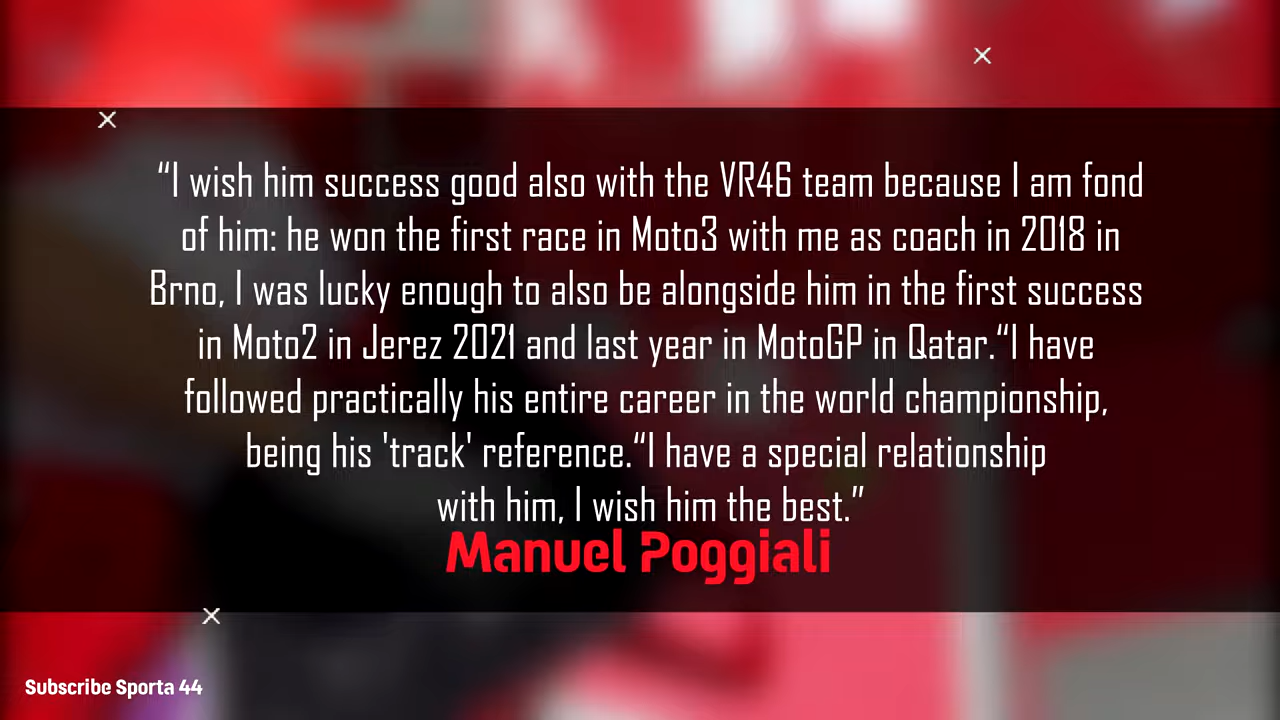 “I wish him success good also with the VR46 team because I am fond
of him: he won the first race in Moto3 with me as coach in 2018 in
Brno, I was lucky enough to also be alongside him in the first success
in Moto2 in Jerez 2021 and last year in MotoGP in Qatar.“I have
followed practically his entire career in the world championship,
being his 'track' reference.“I have a special relationship
with him, I wish him the best.”
Manuel Poggiali
Subscribe Sporta 44